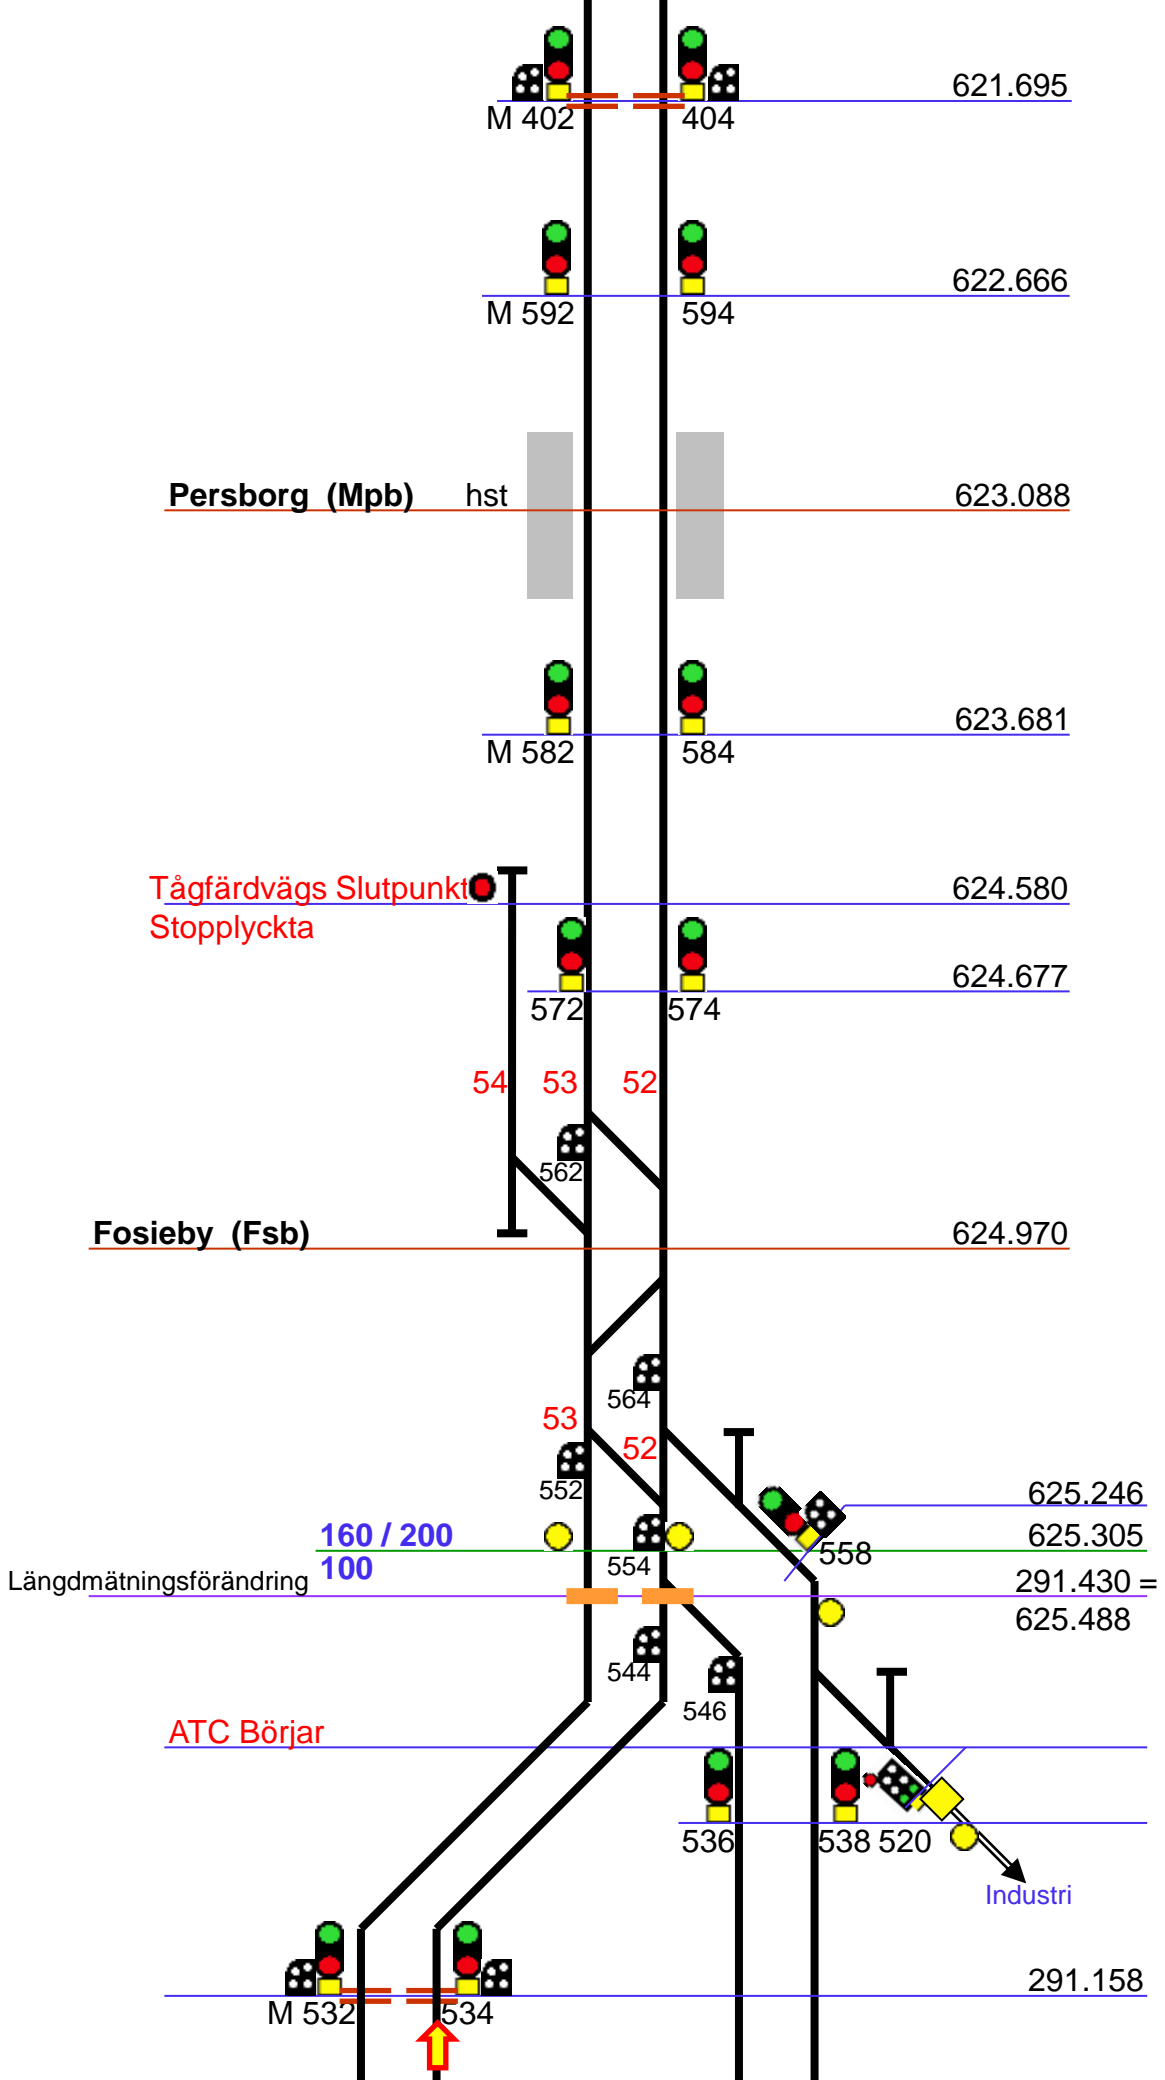 621.695
M 402
404
622.666
M 592
594
Persborg (Mpb) hst 623.088
623.681
M 582
584
Tågfärdvägs Slutpunkt 624.580
Stopplyckta
624.677
572
574
54
53
52
562
Fosieby (Fsb) 624.970
564
53
52
552
625.246
160 / 200
625.305
554
558
100
Längdmätningsförändring
291.430 =
625.488
544
546
ATC Börjar
536
538
520
Industri
291.158
M 532
534